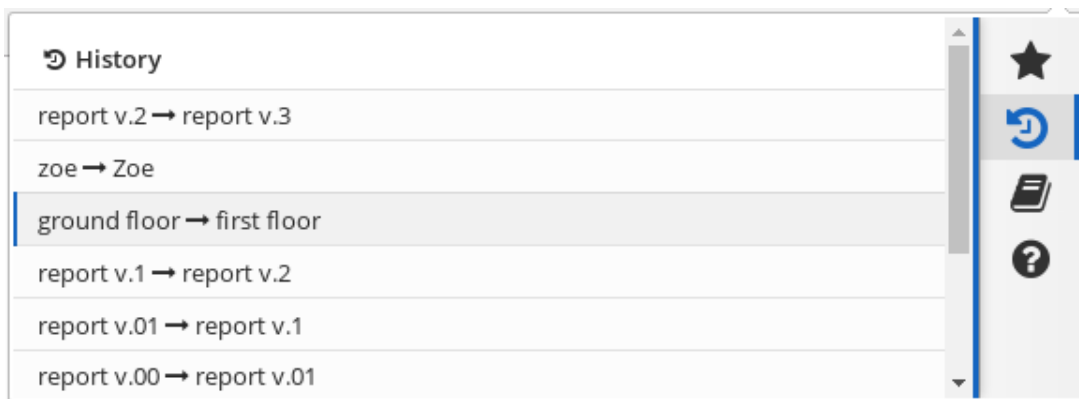 History
report v.2 → report v.3
zoe → Zoe
ground floor → first floor
report v.1 → report v.2
report v.01 → report v.1
report v.00 → report v.01